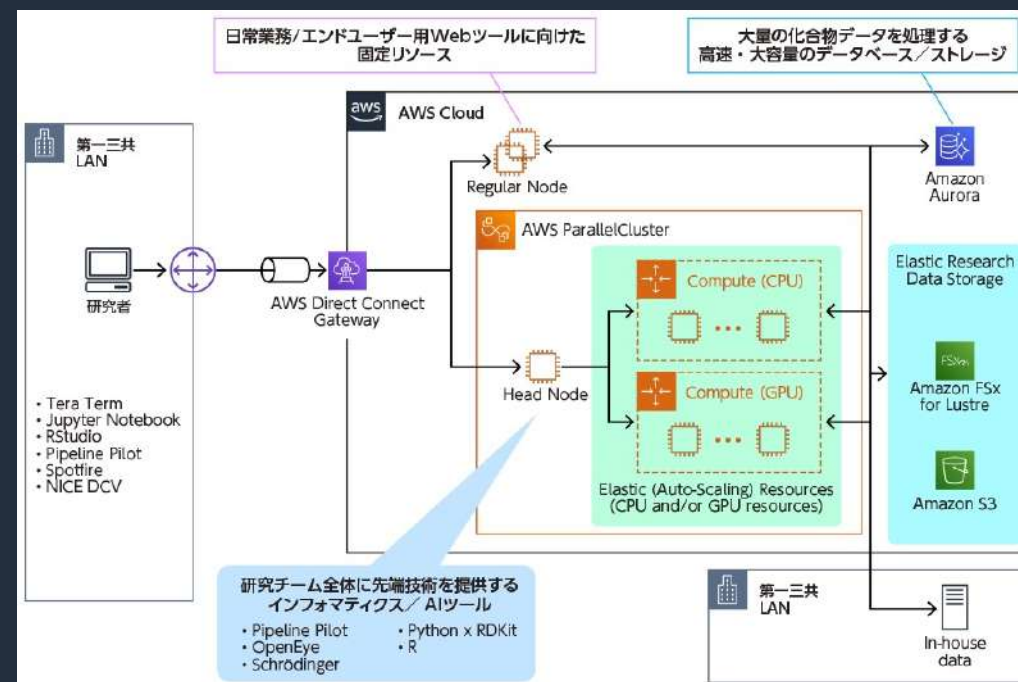 日常業務/エンドユーザー用Webツールに向けた
固定リソース
大量の化合物データを処理する
高速・大容量のデータベース/ストレージ
aws
AWS Cloud
第一三共
LAN
研究者
AWS Direct Connect
Gateway
Regular Node
Amazon
Aurora
AWS ParallelCluster
Compute (CPU)
Compute (GPU)
Head Node
Elastic (Auto-Scaling) Resources
(CPU and/or GPU resources)
Elastic Research
Data Storage
FSx
Amazon FSx
for Lustre
Amazon S3
・Tera Term
・Jupyter Notebook
・RStudio
・Pipeline Pilot
・Spotfire
・NICE DCV
研究チーム全体に先端技術を提供する
インフォマティクス/ AIツール
・Pipeline Pilot
・OpenEye
・Schrödinger
・Python x RDKit
・R
第一三共
LAN
In-house
data